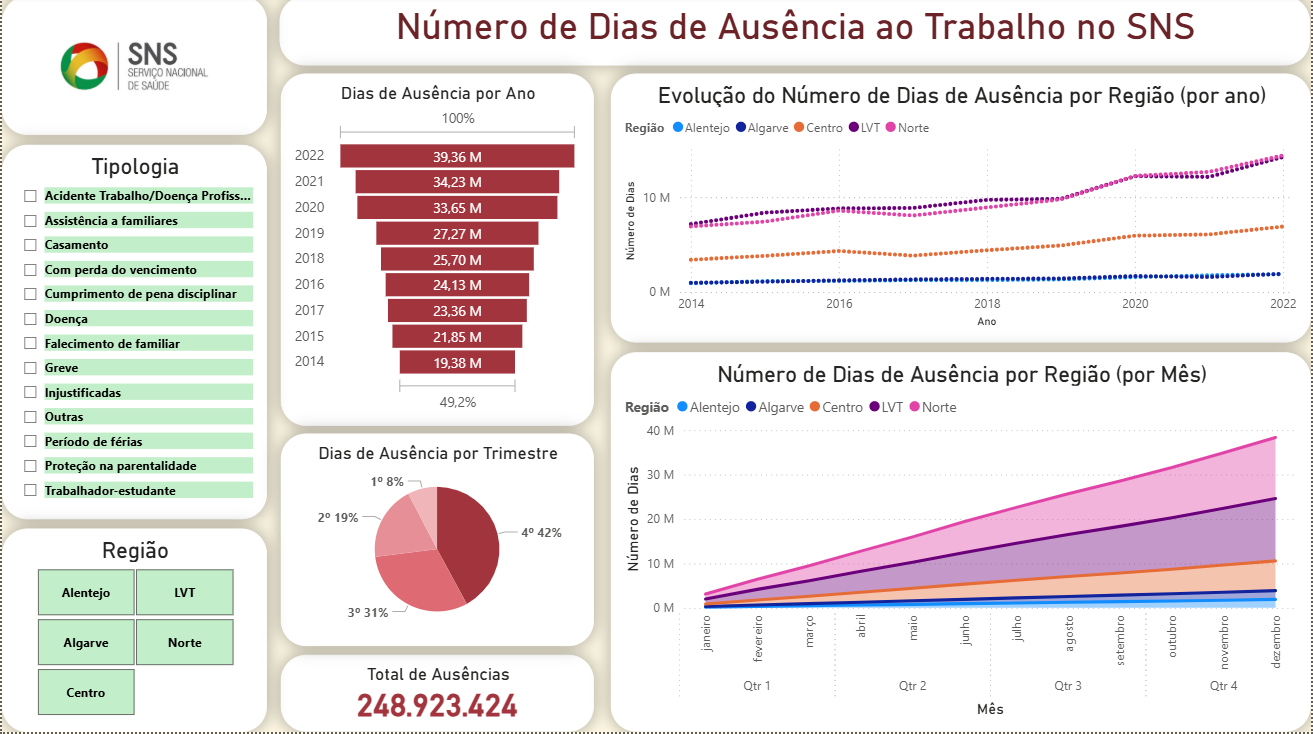 SNS
SERVIÇO NACIONAL
DE SAÚDE
Número de Dias de Ausência ao Trabalho no SNS
Tipologia
Acidente Trabalho/Doença Profiss...
Assistência a familiares
Casamento
Com perda do vencimento
Cumprimento de pena disciplinar
Doença
Falecimento de familiar
Greve
Injustificadas
Outras
Período de férias
Proteção na parentalidade
Trabalhador-estudante
Região
Alentejo LVT
Algarve Norte
Centro
Dias de Ausência por Ano
100%
2022 39,36 M
2021 34,23 M
2020 33,65 M
2019 27,27 M
2018 25,70 M
2016 24,13 M
2017 23,36 M
2015 21,85 M
2014 19,38 M
49,2%
Dias de Ausência por Trimestre
1º 8%
2º 19%
4º 42%
3º 31%
Total de Ausências
248.923.424
Evolução do Número de Dias de Ausência por Região (por ano)
Região Alentejo Algarve Centro LVT Norte
Número de Dias
10 M
0 M
2014 2016 2018 2020 2022
Ano
Número de Dias de Ausência por Região (por Mês)
Região Alentejo Algarve Centro LVT Norte
Número de Dias
40 M
30 M
20 M
10 M
0 M
janeiro fevereiro março abril maio junho julho agosto setembro outubro novembro dezembro
Qtr 1 Qtr 2 Qtr 3 Qtr 4
Mês